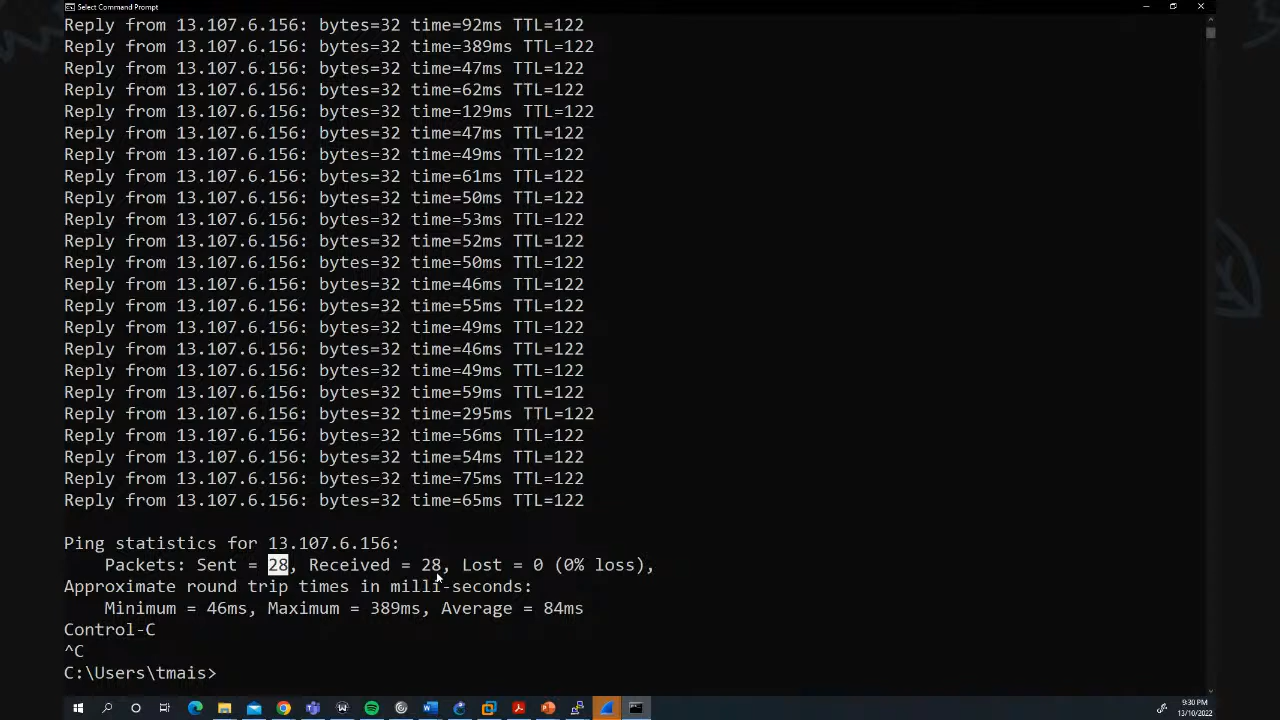 Select Command Prompt
Reply from 13.107.6.156: bytes=32 time=92ms TTL=122
Reply from 13.107.6.156: bytes=32 time=389ms TTL=122
Reply from 13.107.6.156: bytes=32 time=47ms TTL=122
Reply from 13.107.6.156: bytes=32 time=62ms TTL=122
Reply from 13.107.6.156: bytes=32 time=129ms TTL=122
Reply from 13.107.6.156: bytes=32 time=47ms TTL=122
Reply from 13.107.6.156: bytes=32 time=49ms TTL=122
Reply from 13.107.6.156: bytes=32 time=61ms TTL=122
Reply from 13.107.6.156: bytes=32 time=50ms TTL=122
Reply from 13.107.6.156: bytes=32 time=53ms TTL=122
Reply from 13.107.6.156: bytes=32 time=52ms TTL=122
Reply from 13.107.6.156: bytes=32 time=50ms TTL=122
Reply from 13.107.6.156: bytes=32 time=46ms TTL=122
Reply from 13.107.6.156: bytes=32 time=55ms TTL=122
Reply from 13.107.6.156: bytes=32 time=49ms TTL=122
Reply from 13.107.6.156: bytes=32 time=46ms TTL=122
Reply from 13.107.6.156: bytes=32 time=49ms TTL=122
Reply from 13.107.6.156: bytes=32 time=59ms TTL=122
Reply from 13.107.6.156: bytes=32 time=295ms TTL=122
Reply from 13.107.6.156: bytes=32 time=56ms TTL=122
Reply from 13.107.6.156: bytes=32 time=54ms TTL=122
Reply from 13.107.6.156: bytes=32 time=75ms TTL=122
Reply from 13.107.6.156: bytes=32 time=65ms TTL=122
Ping statistics for 13.107.6.156:
Packets: Sent = 28, Received = 28, Lost = 0 (0% loss),
Approximate round trip times in milli-seconds:
Minimum = 46ms, Maximum = 389ms, Average = 84ms
Control-C
^C
C:\Users\tmais>
9:30 PM
13/10/2022